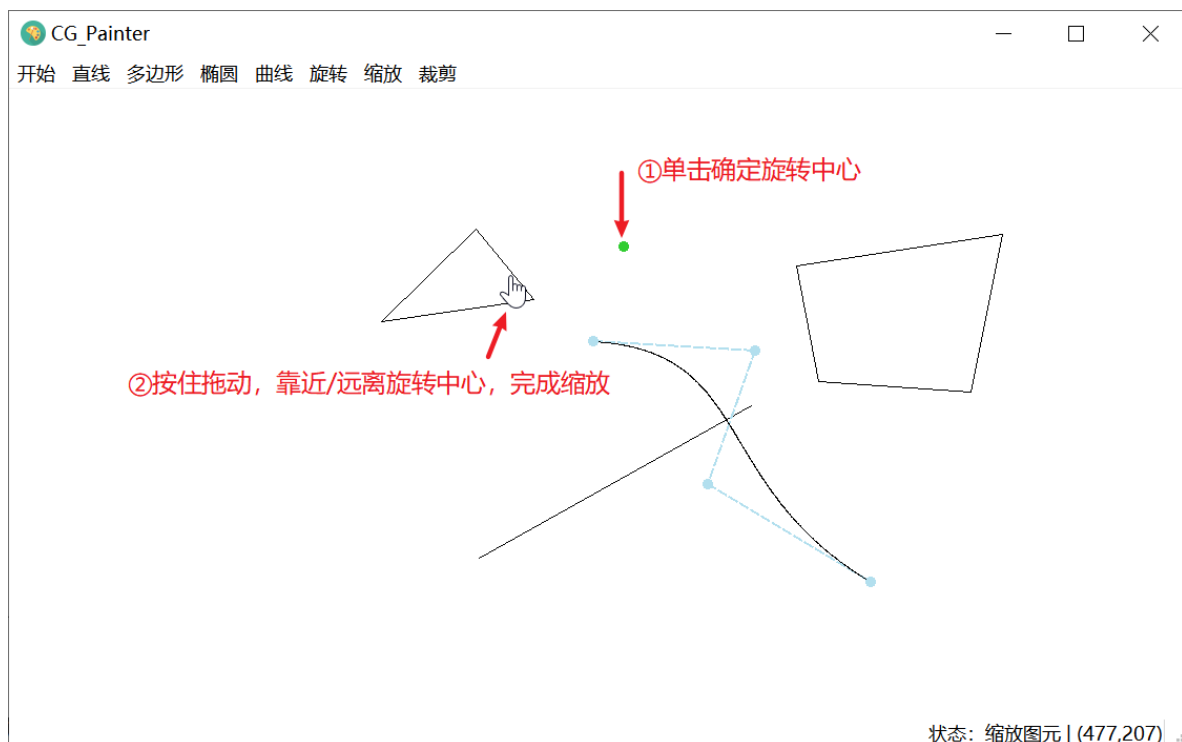 CG_Painter
开始 直线 多边形 椭圆 曲线 旋转 缩放 裁剪
①单击确定旋转中心
②按住拖动，靠近/远离旋转中心，完成缩放
状态：缩放图元 | (477,207)